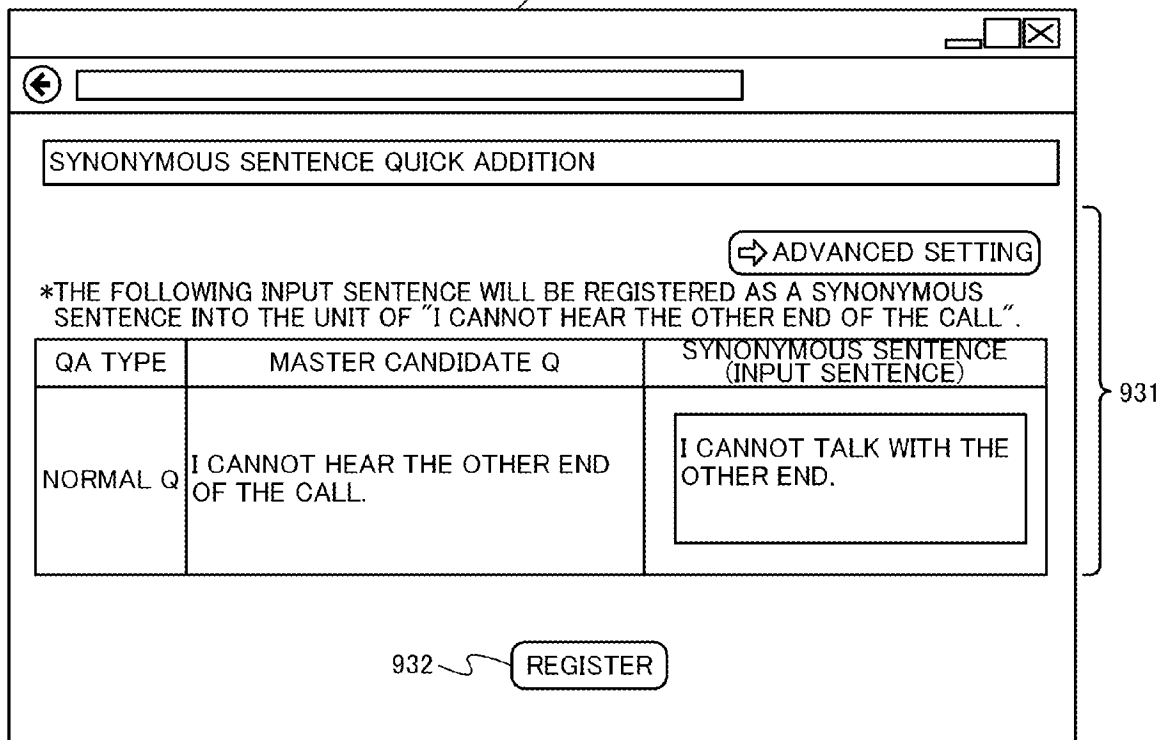 SYNONYMOUS SENTENCE QUICK ADDITION
ADVANCED SETTING
*THE FOLLOWING INPUT SENTENCE WILL BE REGISTERED AS A SYNONYMOUS
SENTENCE INTO THE UNIT OF "I CANNOT HEAR THE OTHER END OF THE CALL".
QA TYPE
MASTER CANDIDATE Q
SYNONYMOUS SENTENCE
(INPUT SENTENCE)
931
NORMAL Q
I CANNOT HEAR THE OTHER END
OF THE CALL.
I CANNOT TALK WITH THE
OTHER END.
932
REGISTER